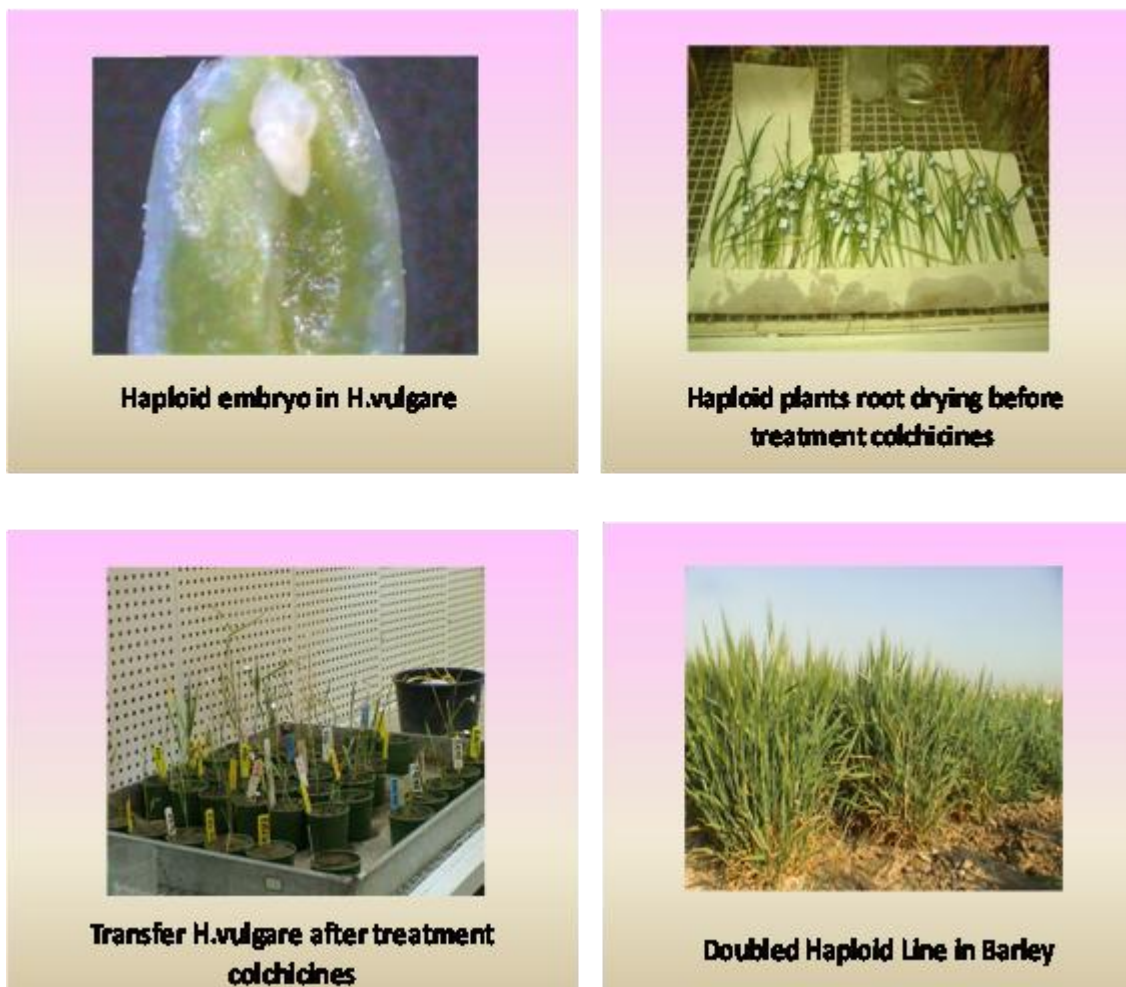 Haploid embryo in H.vulgare
Haploid plants root drying before
treatment colchicines
Transfer H.vulgare after treatment
colchicines
Doubled Haploid Line in Barley